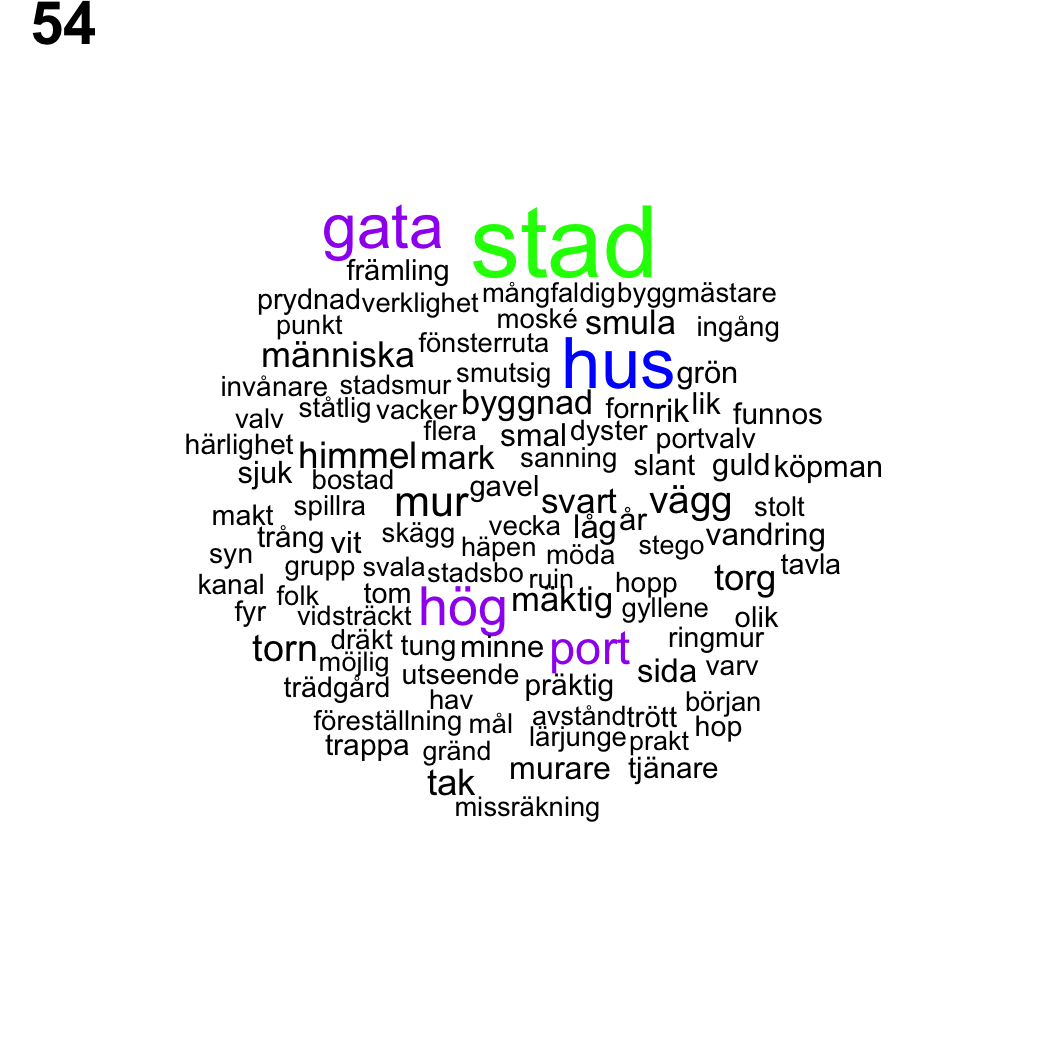 54
gata stad
främling
prydnad verklighet mångfaldig byggmästare
punkt moské smula ingång
människa fönsterruta hus grön
invånare stadsmur smutsig
valv ståtlig vacker byggnad forn rik lik funnos
härlighet flera smal dyster portvalv
himmel mark sanning slant guld köpman
sjuk bostad
makt spillra mur gavel svart vägg stolt
trång vit skägg vecka låg år vandring
syn häpen möda stego tavla
kanal grupp svala stadsbo ruin hopp torg
fyr folk tom hög mäktig gyllene olik
vidsträckt
torn dräkt tung minne port ringmur
möjlig utseende sida varv
trädgård hav präktig början
föreställning mål avstånd trött hop
trappa gränd lärjunge prakt
tak murare tjänare
missräkning